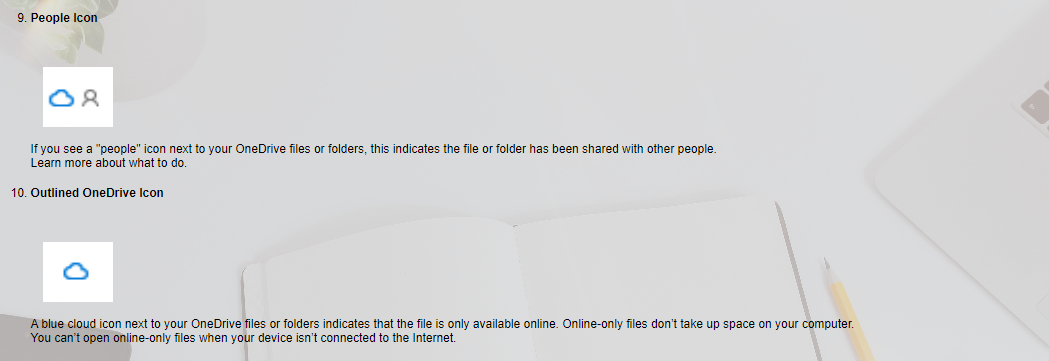 9. People Icon
If you see a "people" icon next to your OneDrive files or folders, this indicates the file or folder has been shared with other people.
Learn more about what to do.
10. Outlined OneDrive Icon
A blue cloud icon next to your OneDrive files or folders indicates that the file is only available online. Online-only files don't take up space on your computer.
You can't open online-only files when your device isn't connected to the Internet.